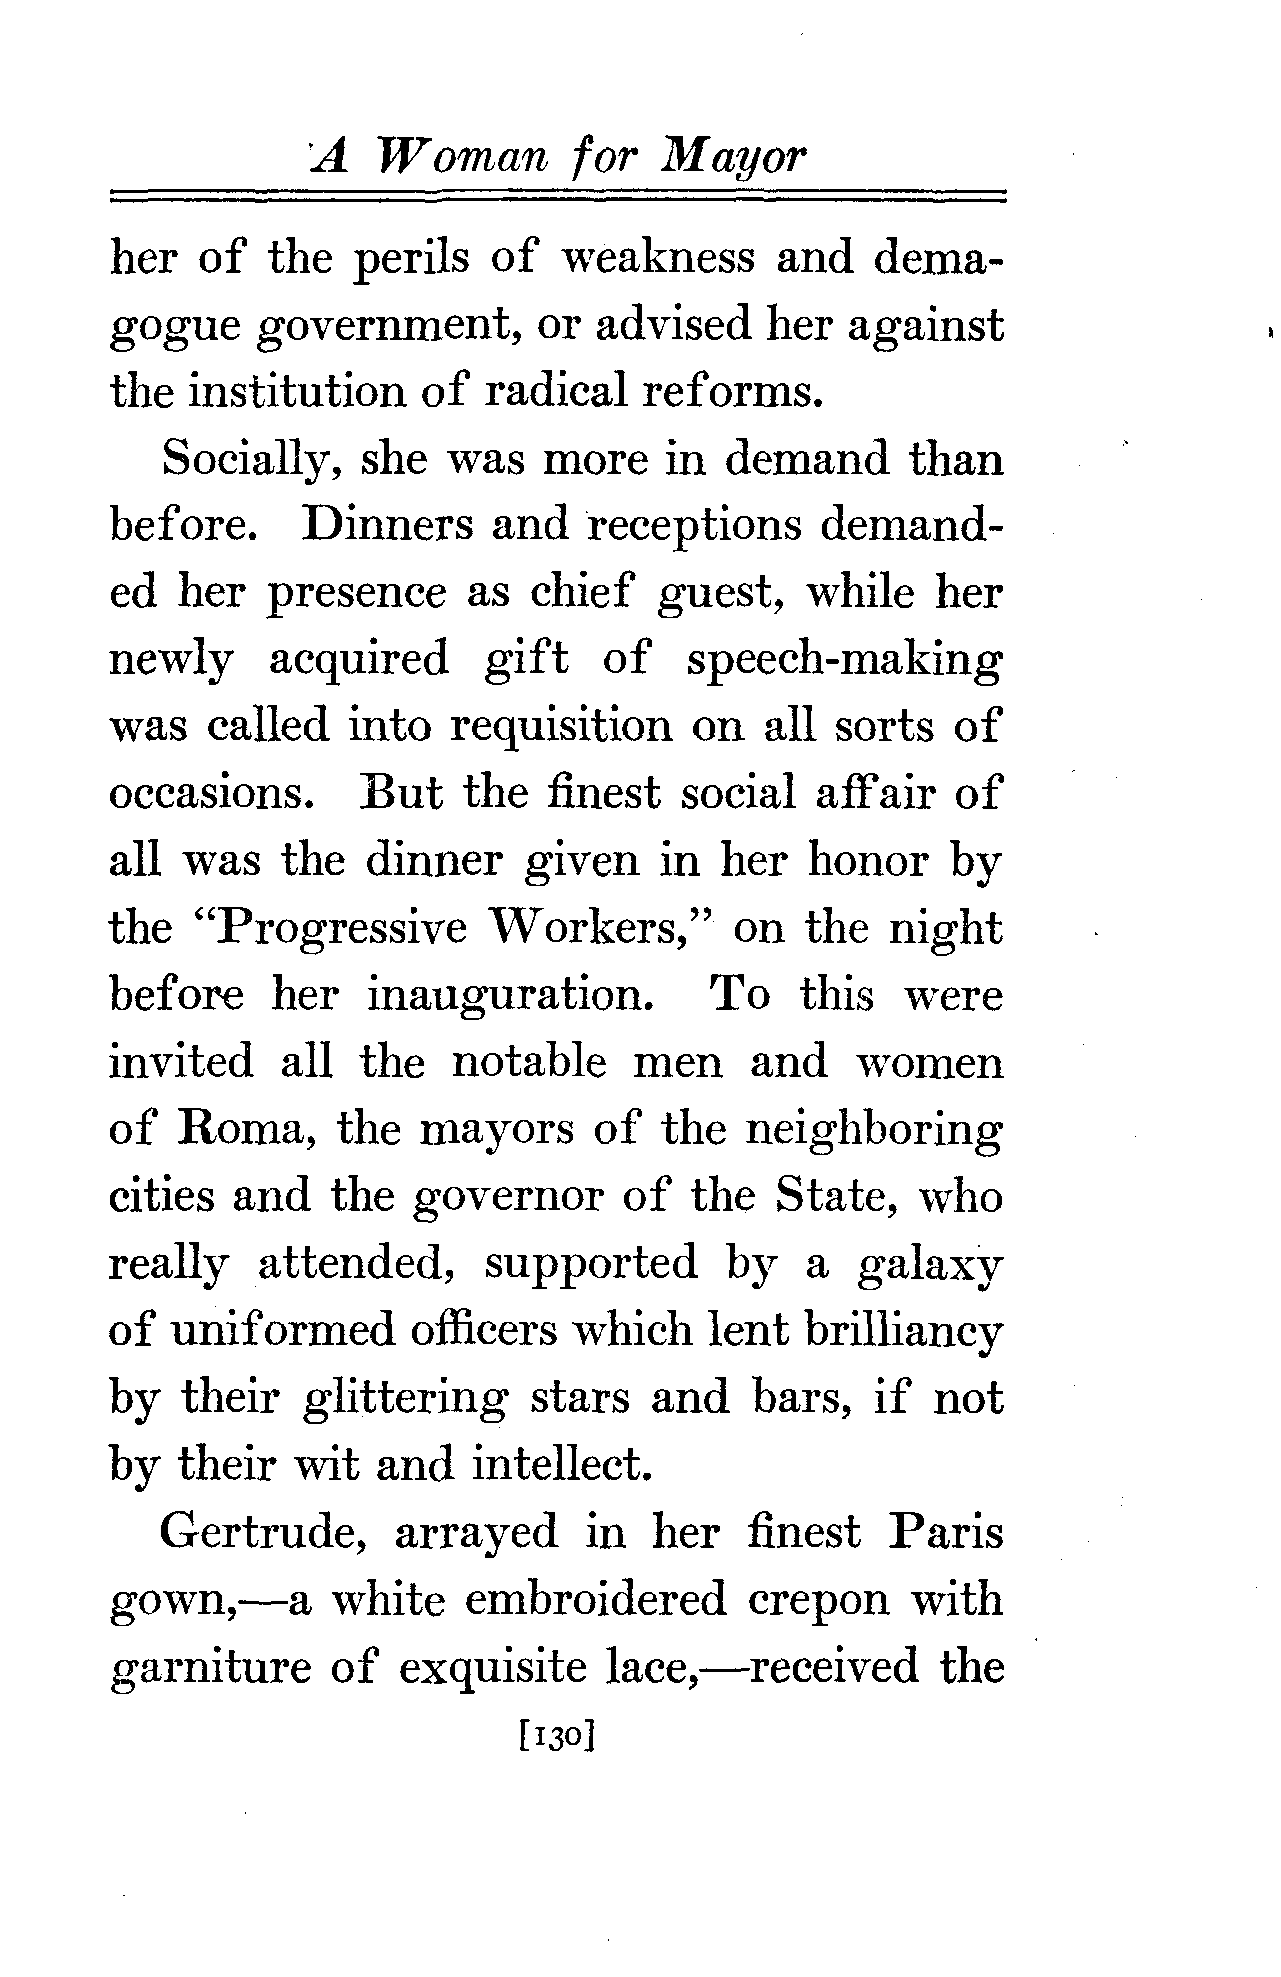 A Woman for Mayor
her of the perils of weakness and dema-
gogue government, or advised her against
the institution of radical reforms.
Socially, she was more in demand than
before. Dinners and receptions demand-
ed her presence as chief guest, while her
newly acquired gift of speech-making
was called into requisition on all sorts of
occasions. But the finest social affair of
all was the dinner given in her honor by
the “Progressive Workers,” on the night
before her inauguration. To this were
invited all the notable men and women
of Roma, the mayors of the neighboring
cities and the governor of the State, who
really attended, supported by a galaxy
of uniformed officers which lent brilliancy
by their glittering stars and bars, if not
by their wit and intellect.
Gertrude, arrayed in her finest Paris
gown,—a white embroidered crepon with
garniture of exquisite lace,—received the
[130]